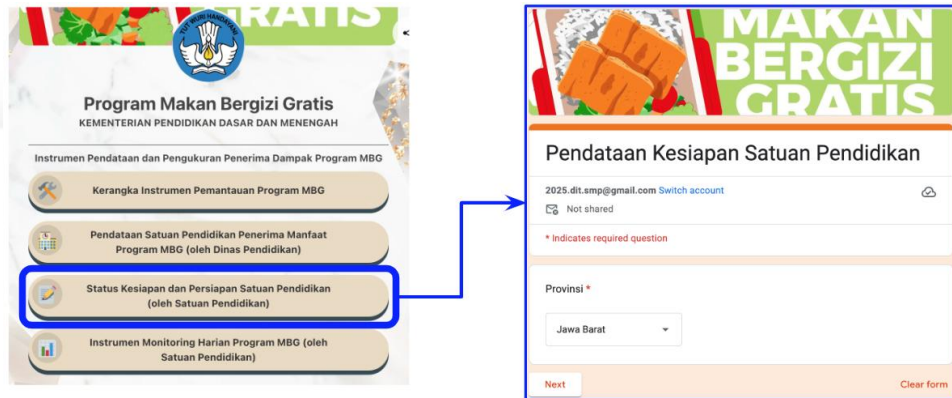 GRATIS
TUT WURI HANDAYANI
Program Makan Bergizi Gratis
KEMENTERIAN PENDIDIKAN DASAR DAN MENENGAH
Instrumen Pendataan dan Pengukuran Penerima Dampak Program MBG
Kerangka Instrumen Pemantauan Program MBG
Pendataan Satuan Pendidikan Penerima Manfaat
Program MBG (oleh Dinas Pendidikan)
Status Kesiapan dan Persiapan Satuan Pendidikan
(oleh Satuan Pendidikan)
Instrumen Monitoring Harian Program MBG (oleh
Satuan Pendidikan)
MAKAN
BERGIZI
GRATIS
Pendataan Kesiapan Satuan Pendidikan
2025.dit.smp@gmail.com Switch account
Not shared
* Indicates required question
Provinsi *
Jawa Barat
Next
Clear form